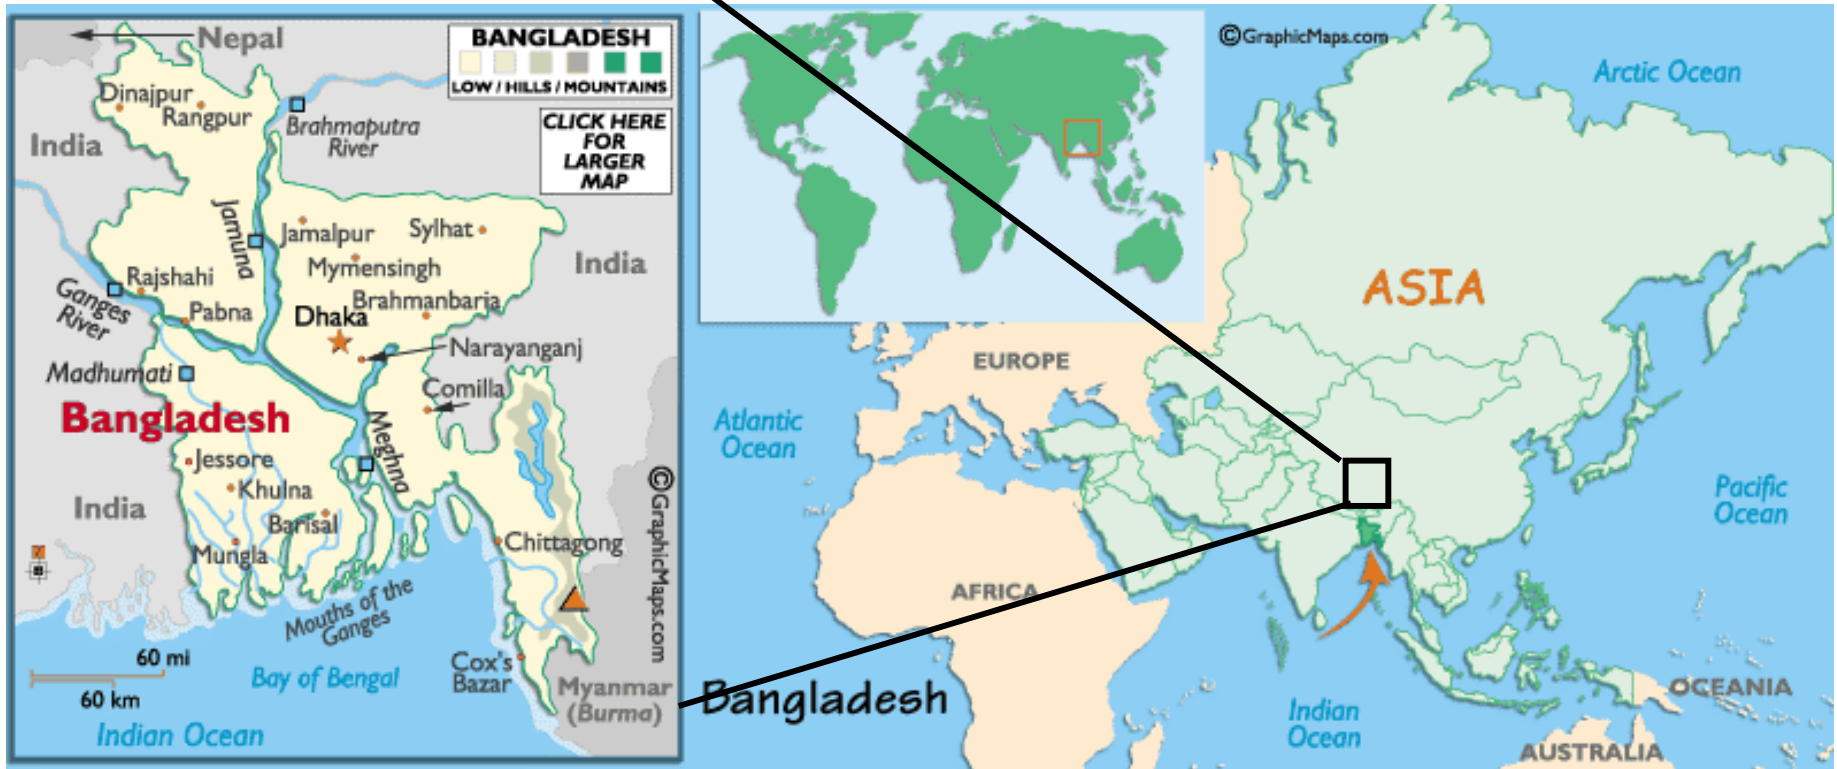 Nepal
BANGLADESH
LOW / HILLS / MOUNTAINS
CLICK HERE
FOR
LARGER
MAP
Dinajpur
Rangpur
Brahmaputra
River
India
Jamuna
Jamalpur
Sylhat
Mymensingh
India
Rajshahi
Ganges
River
Pabna
Brahmanbaria
Dhaka
Narayanganj
Madhumati
Comilla
Bangladesh
Meghna
Jessore
Khulna
India
Barisal
Mungla
Chittagong
Mouths of the
Ganges
60 mi
60 km
Bay of Bengal
Cox's
Bazar
Myanmar
(Burma)
Indian Ocean
©GraphicMaps.com
©GraphicMaps.com
Arctic Ocean
ASIA
EUROPE
Atlantic
Ocean
Pacific
Ocean
AFRICA
Bangladesh
Indian
Ocean
OCEANIA
AUSTRALIA